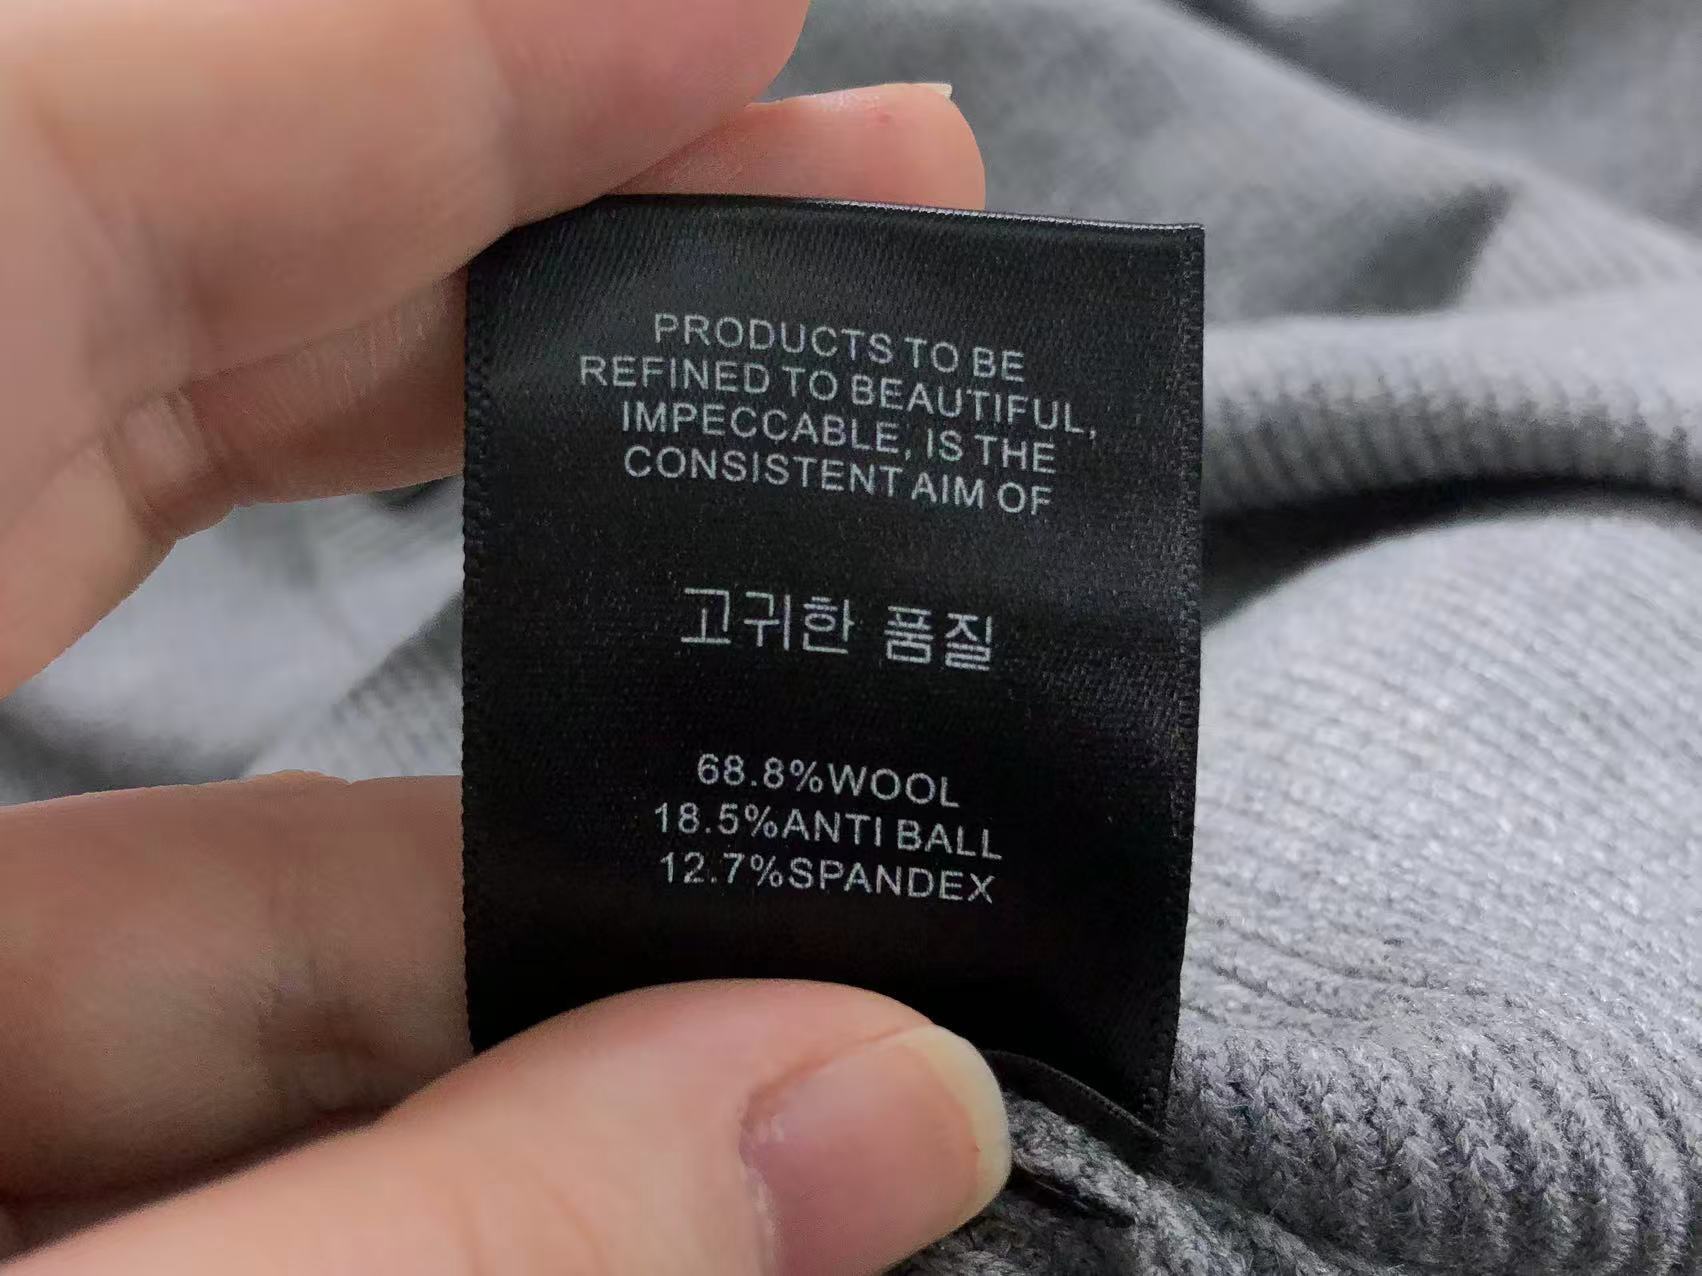 PRODUCTS TO BE
REFINED TO BEAUTIFUL,
IMPECCABLE, IS THE
CONSISTENT AIM OF
고귀한 품질
68.8%WOOL
18.5%ANTI BALL
12.7%SPANDEX